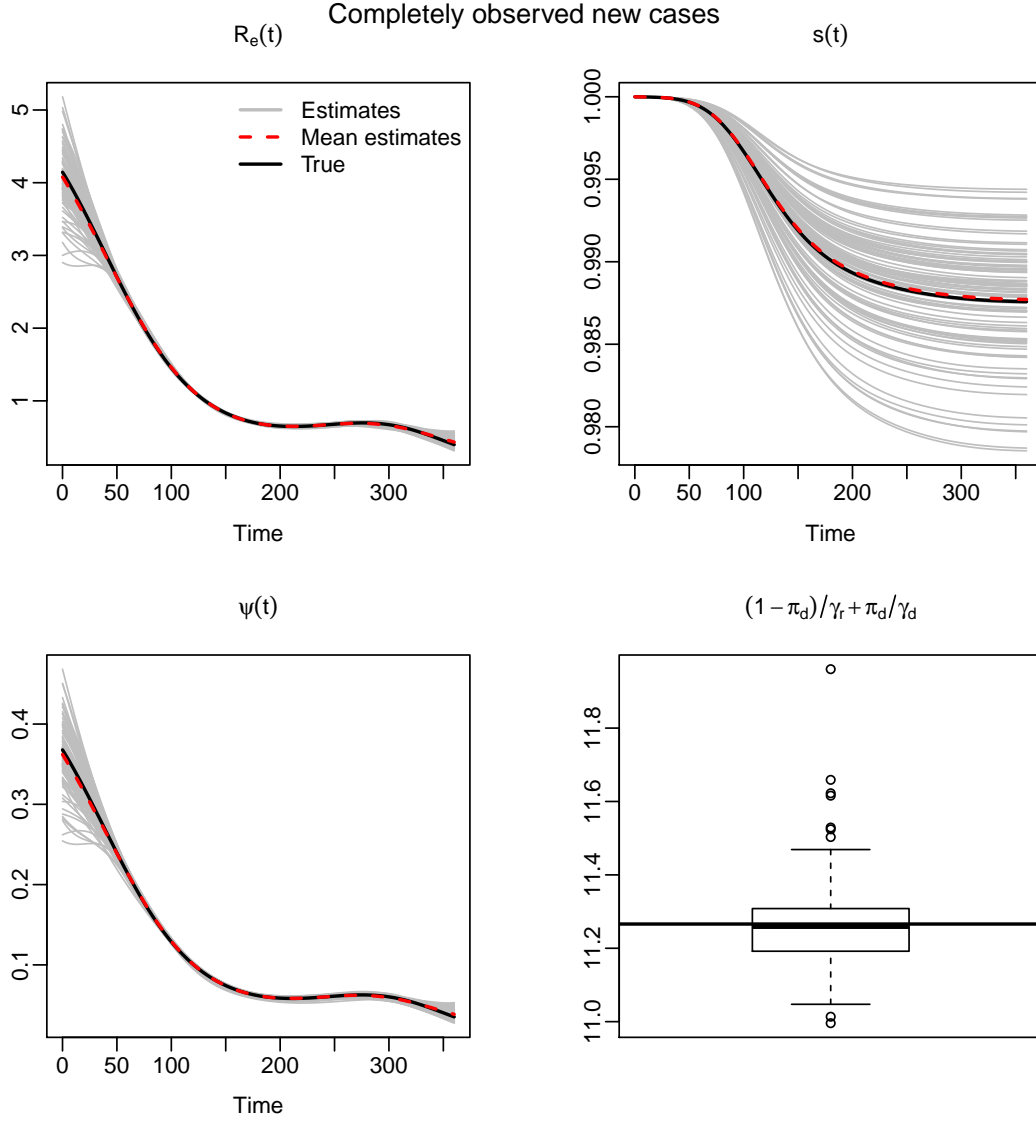 Completely observed new cases
Rₑ(t)
5
4
3
2
1
Estimates
Mean estimates
True
0 50 100 200 300
Time
s(t)
1.000
0.995
0.990
0.985
0.980
0 50 100 200 300
Time
ψ(t)
0.4
0.3
0.2
0.1
0 50 100 200 300
Time
(1 − π_d)/γ_r + π_d/γ_d
11.8
11.6
11.4
11.2
11.0